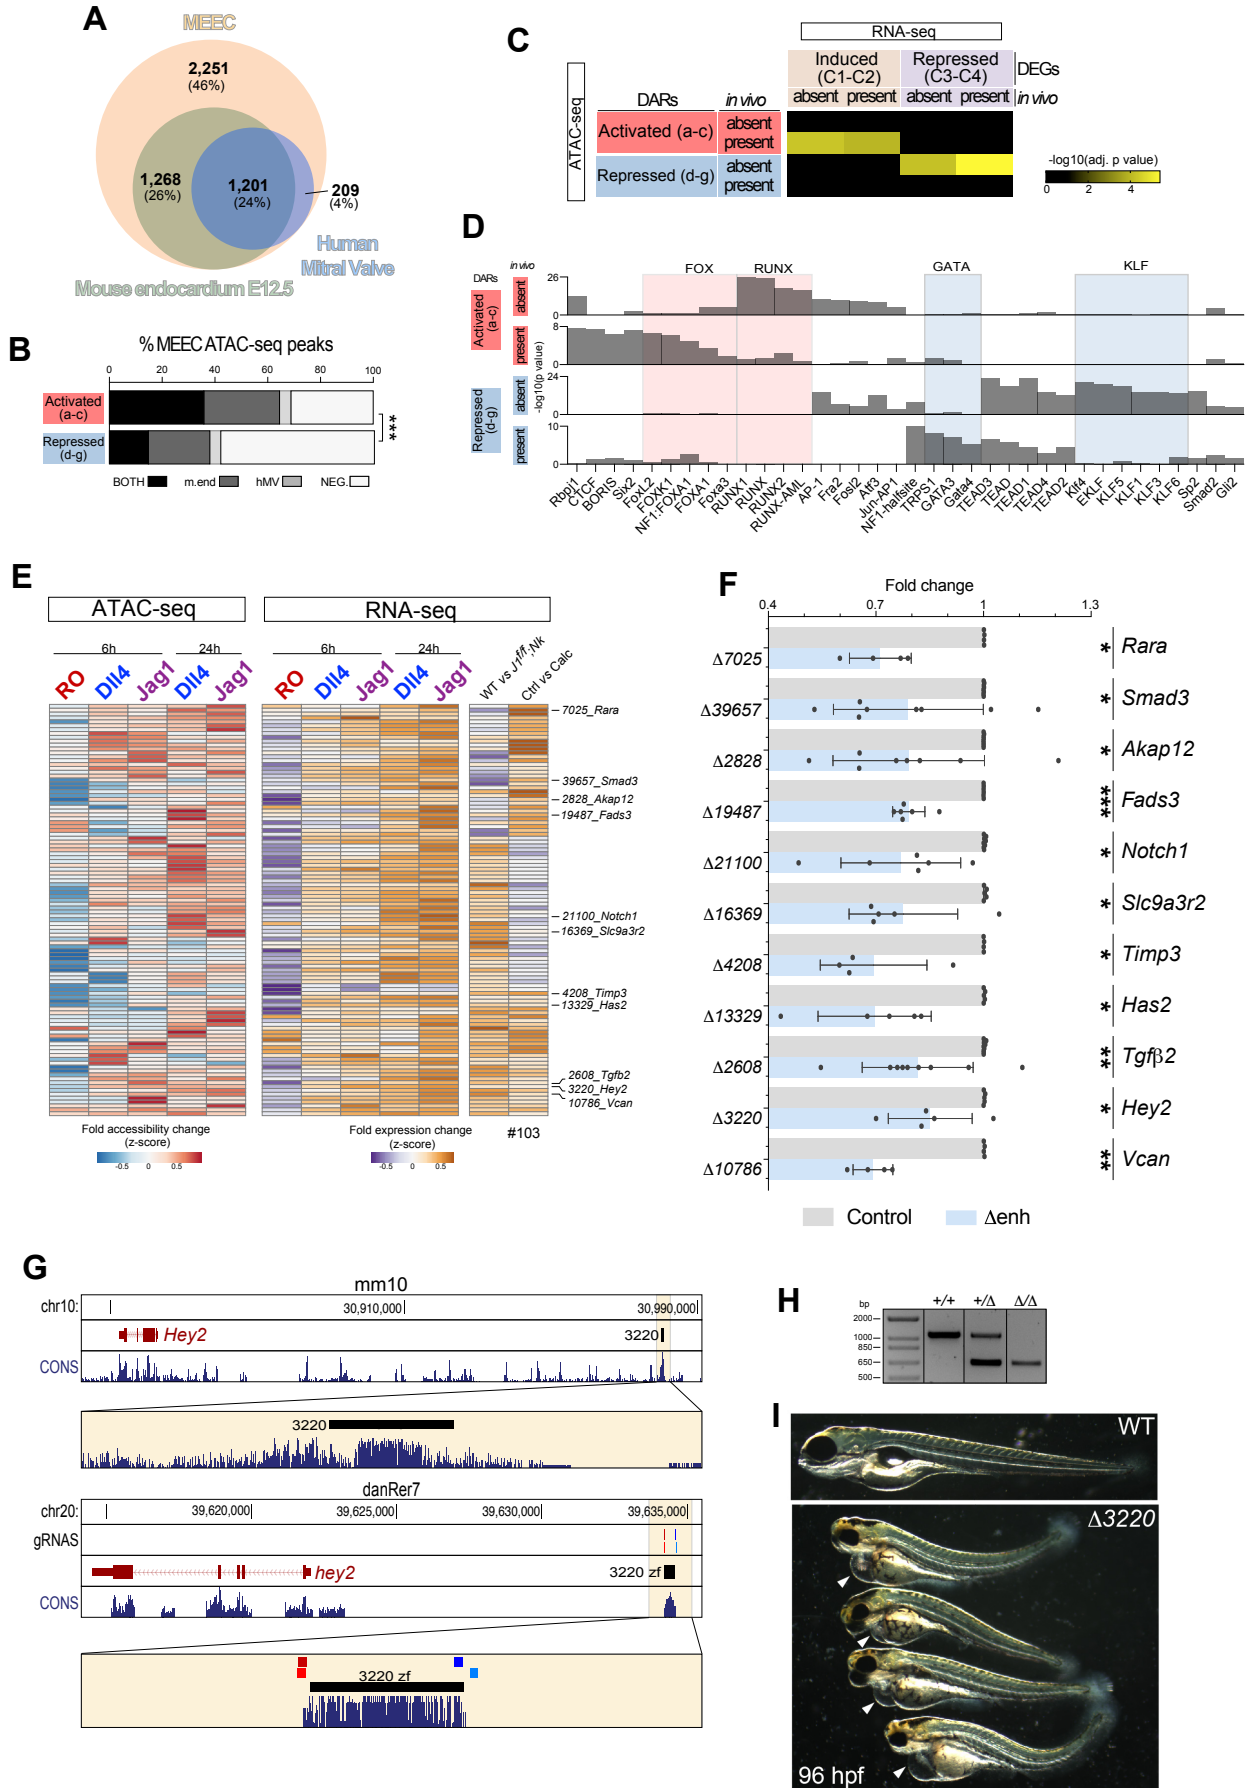 A
MEEC
2,251
(46%)
1,268
(26%)
1,201
(24%)
209
(4%)
Human
Mitral Valve
Mouse endocardium E12.5
B
% MEEC ATAC-seq peaks
0 20 40 60 80 100
Activated
(a-c)
Repressed
(d-g)
***
BOTH m.end hMV NEG.
C
RNA-seq
Induced
(C1-C2)
Repressed
(C3-C4)
DEGs
absent present absent present in vivo
ATAC-seq
DARs in vivo
Activated (a-c)
absent
present
Repressed (d-g)
absent
present
-log10(adj. p value)
0 2 4
D
DARs in vivo
FOX RUNX GATA KLF
Activated
(a-c)
absent
present
Repressed
(d-g)
absent
present
-log10(p value)
26
0
8
0
24
0
10
0
Rbpj1
CTCF
BORIS
Six2
FoxL2
FOXK1
NF1:FOXA1
FOXA1
Foxa3
RUNX1
RUNX
RUNX2
RUNX-AML
AP-1
Fra2
Fosl2
Atf3
Jun-AP1
NF1-halfsite
TRPS1
GATA3
Gata4
TEAD3
TEAD
TEAD1
TEAD4
TEAD2
Klf4
EKLF
KLF5
KLF1
KLF3
KLF6
Sp2
Smad2
Gli2
E
ATAC-seq
RNA-seq
6h 24h 6h 24h
RO Dll4 Jag1 Dll4 Jag1
RO Dll4 Jag1 Dll4 Jag1
WT vs J1f/f;Nk
Ctrl vs Calc
7025_Rara
39657_Smad3
2828_Akap12
19487_Fads3
21100_Notch1
16369_Slc9a3r2
4208_Timp3
13329_Has2
2608_Tgfb2
3220_Hey2
10786_Vcan
#103
Fold accessibility change
(z-score)
-0.5 0 0.5
Fold expression change
(z-score)
-0.5 0 0.5
F
Fold change
0.4 0.7 1 1.3
Δ7025 * Rara
Δ39657 * Smad3
Δ2828 * Akap12
Δ19487 *** Fads3
Δ21100 * Notch1
Δ16369 * Slc9a3r2
Δ4208 * Timp3
Δ13329 * Has2
Δ2608 ** Tgfβ2
Δ3220 * Hey2
Δ10786 ** Vcan
Control Δenh
G
mm10
chr10: 30,910,000 30,990,000
Hey2 3220
CONS
3220
danRer7
chr20: 39,620,000 39,625,000 39,630,000 39,635,000
gRNAS
hey2 3220 zf
CONS
3220 zf
H
bp +/+ +/Δ Δ/Δ
2000
1000
850
650
500
I
WT
Δ3220
96 hpf